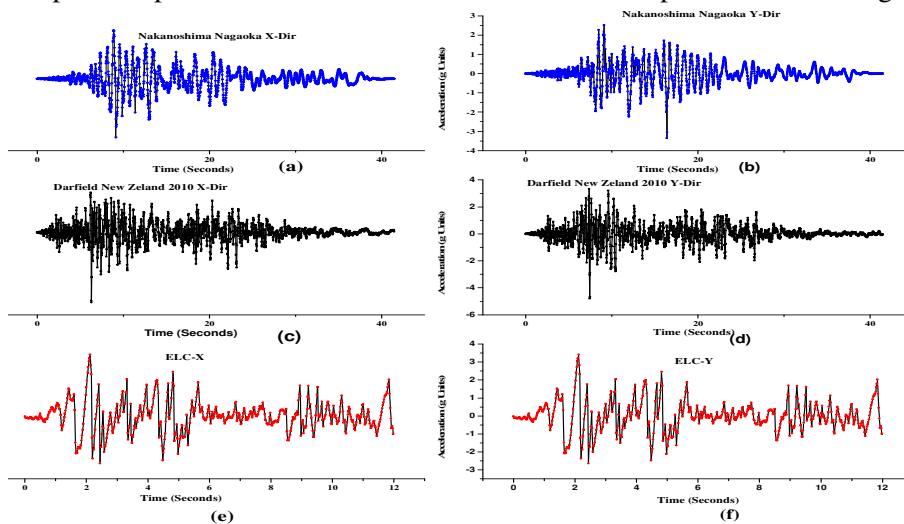 Nakanoshima Nagaoka X-Dir
0 20 40
Time (Seconds)
(a)
Nakanoshima Nagaoka Y-Dir
Acceleration (g Units)
3
2
1
0
-1
-2
-3
-4
0 20 40
Time (Seconds)
(b)
Darfield New Zeland 2010 X-Dir
0 20 40
Time (Seconds)
(c)
Darfield New Zeland 2010 Y-Dir
Acceleration (g Units)
4
2
0
-2
-4
-6
0 20 40
Time (Seconds)
(d)
ELC-X
0 2 4 6 8 10 12
Time (Seconds)
(e)
ELC-Y
Acceleration (g Units)
4
3
2
1
0
-1
-2
-3
0 2 4 6 8 10 12
Time (Seconds)
(f)